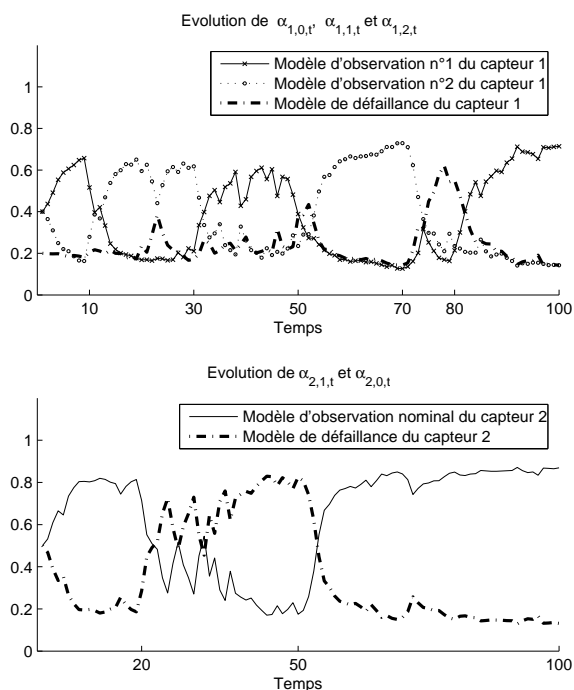 Evolution de α1,0,t, α1,1,t et α1,2,t
Modèle d'observation n°1 du capteur 1
Modèle d'observation n°2 du capteur 1
Modèle de défaillance du capteur 1
1
0.8
0.6
0.4
0.2
0
10 30 50 70 80 100
Temps
Evolution de α2,1,t et α2,0,t
Modèle d'observation nominal du capteur 2
Modèle de défaillance du capteur 2
1
0.8
0.6
0.4
0.2
0
20 50 100
Temps